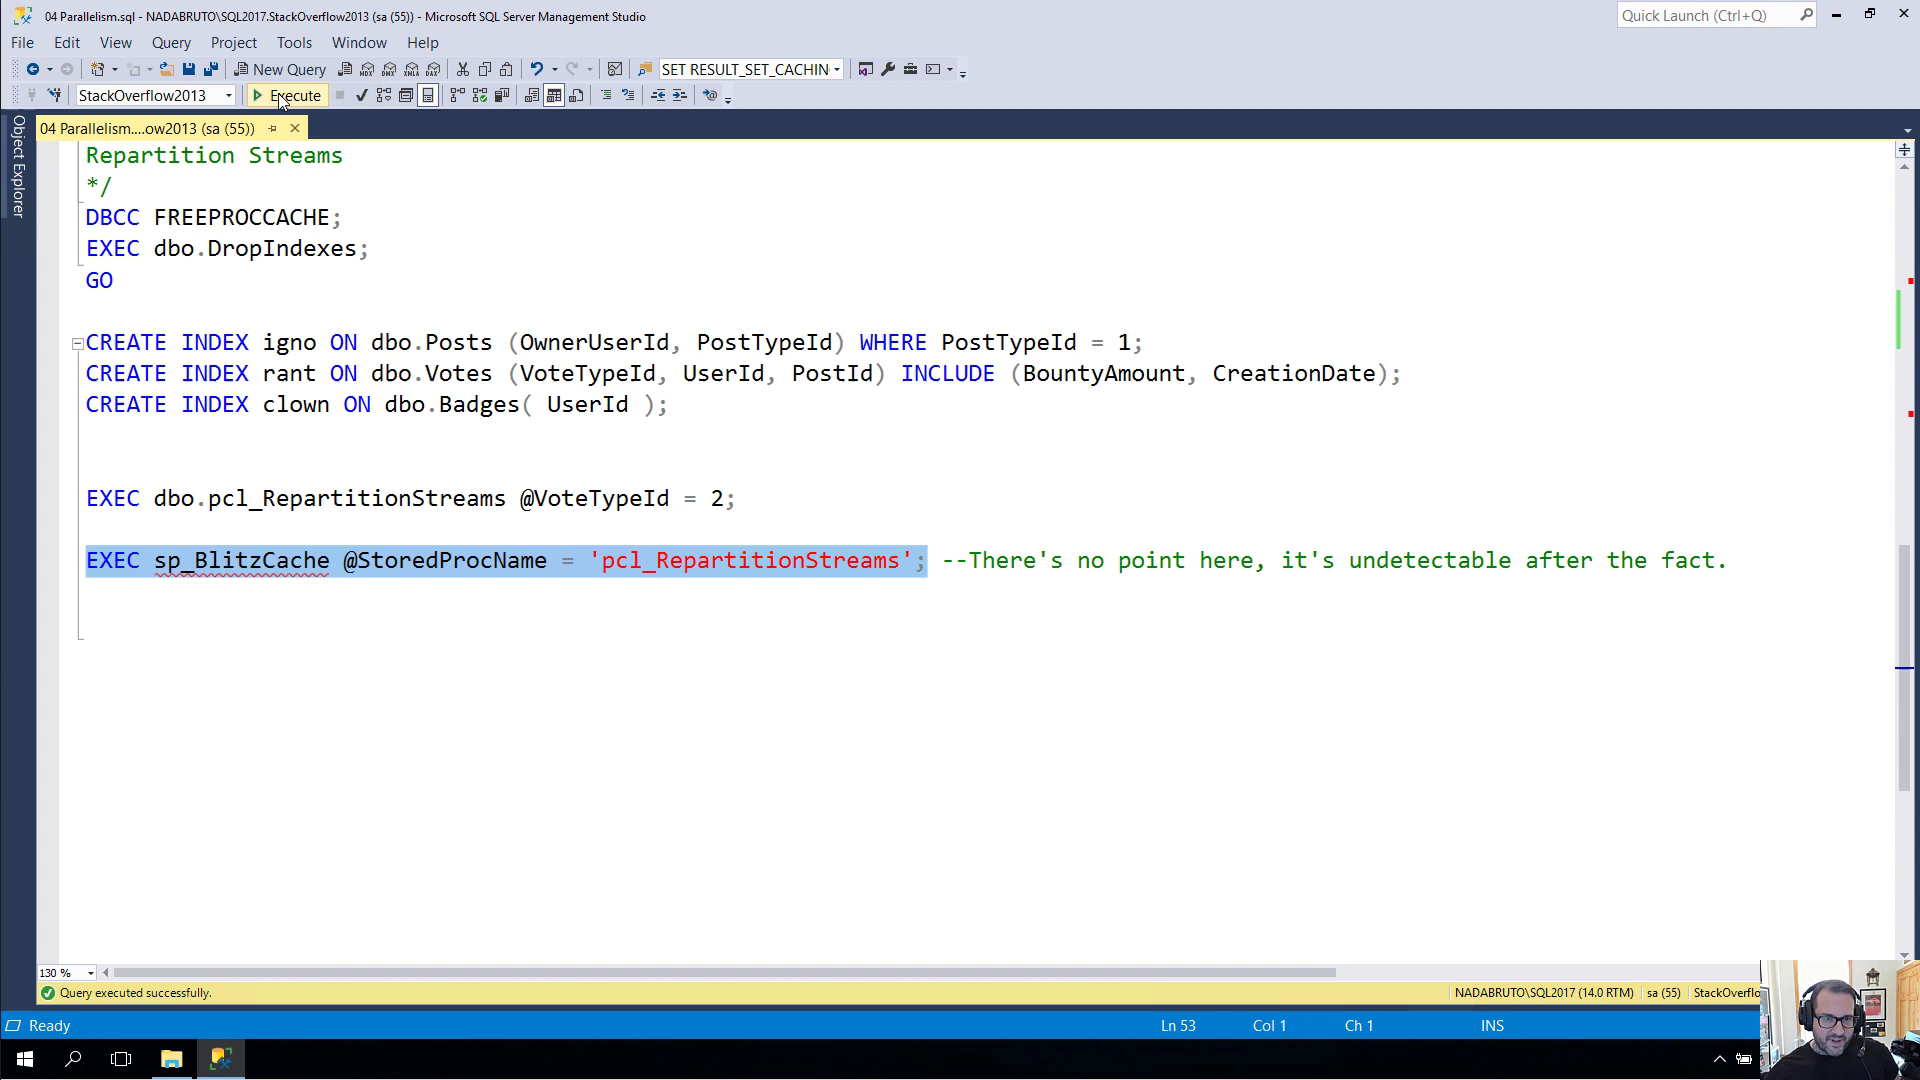 04 Parallelism.sql - NADABRUTO\SQL2017.StackOverflow2013 (sa (55)) - Microsoft SQL Server Management Studio
Quick Launch (Ctrl+Q)
File Edit View Query Project Tools Window Help
New Query
MDX DMX XMLA DAX
SET RESULT_SET_CACHIN
StackOverflow2013
Execute
Object Explorer
04 Parallelism....ow2013 (sa (55))
Repartition Streams
*/
DBCC FREEPROCCACHE;
EXEC dbo.DropIndexes;
GO
CREATE INDEX igno ON dbo.Posts (OwnerUserId, PostTypeId) WHERE PostTypeId = 1;
CREATE INDEX rant ON dbo.Votes (VoteTypeId, UserId, PostId) INCLUDE (BountyAmount, CreationDate);
CREATE INDEX clown ON dbo.Badges( UserId );
EXEC dbo.pcl_RepartitionStreams @VoteTypeId = 2;
EXEC sp_BlitzCache @StoredProcName = 'pcl_RepartitionStreams'; --There's no point here, it's undetectable after the fact.
130 %
Query executed successfully.
NADABRUTO\SQL2017 (14.0 RTM) sa (55) StackOverflo
Ready
Ln 53 Col 1 Ch 1 INS